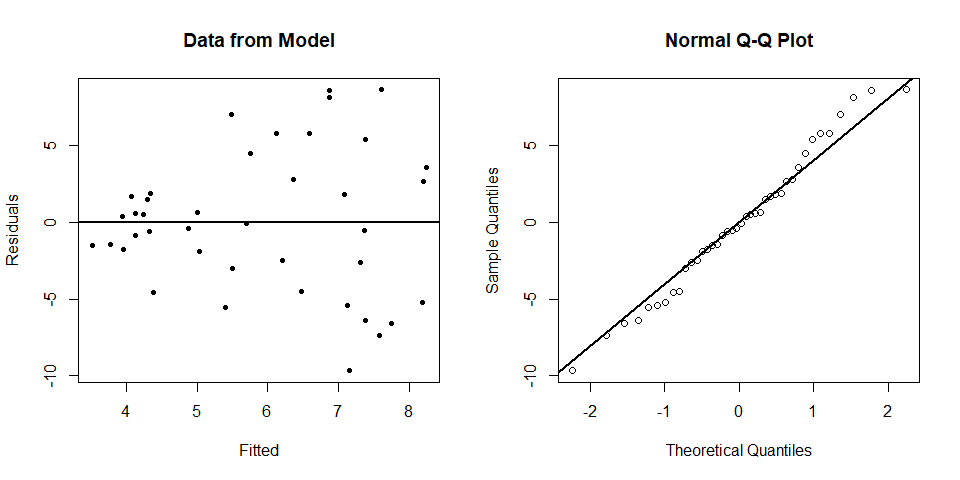 Data from Model
Residuals
5
0
-5
-10
4 5 6 7 8
Fitted
Normal Q-Q Plot
Sample Quantiles
5
0
-5
-10
-2 -1 0 1 2
Theoretical Quantiles